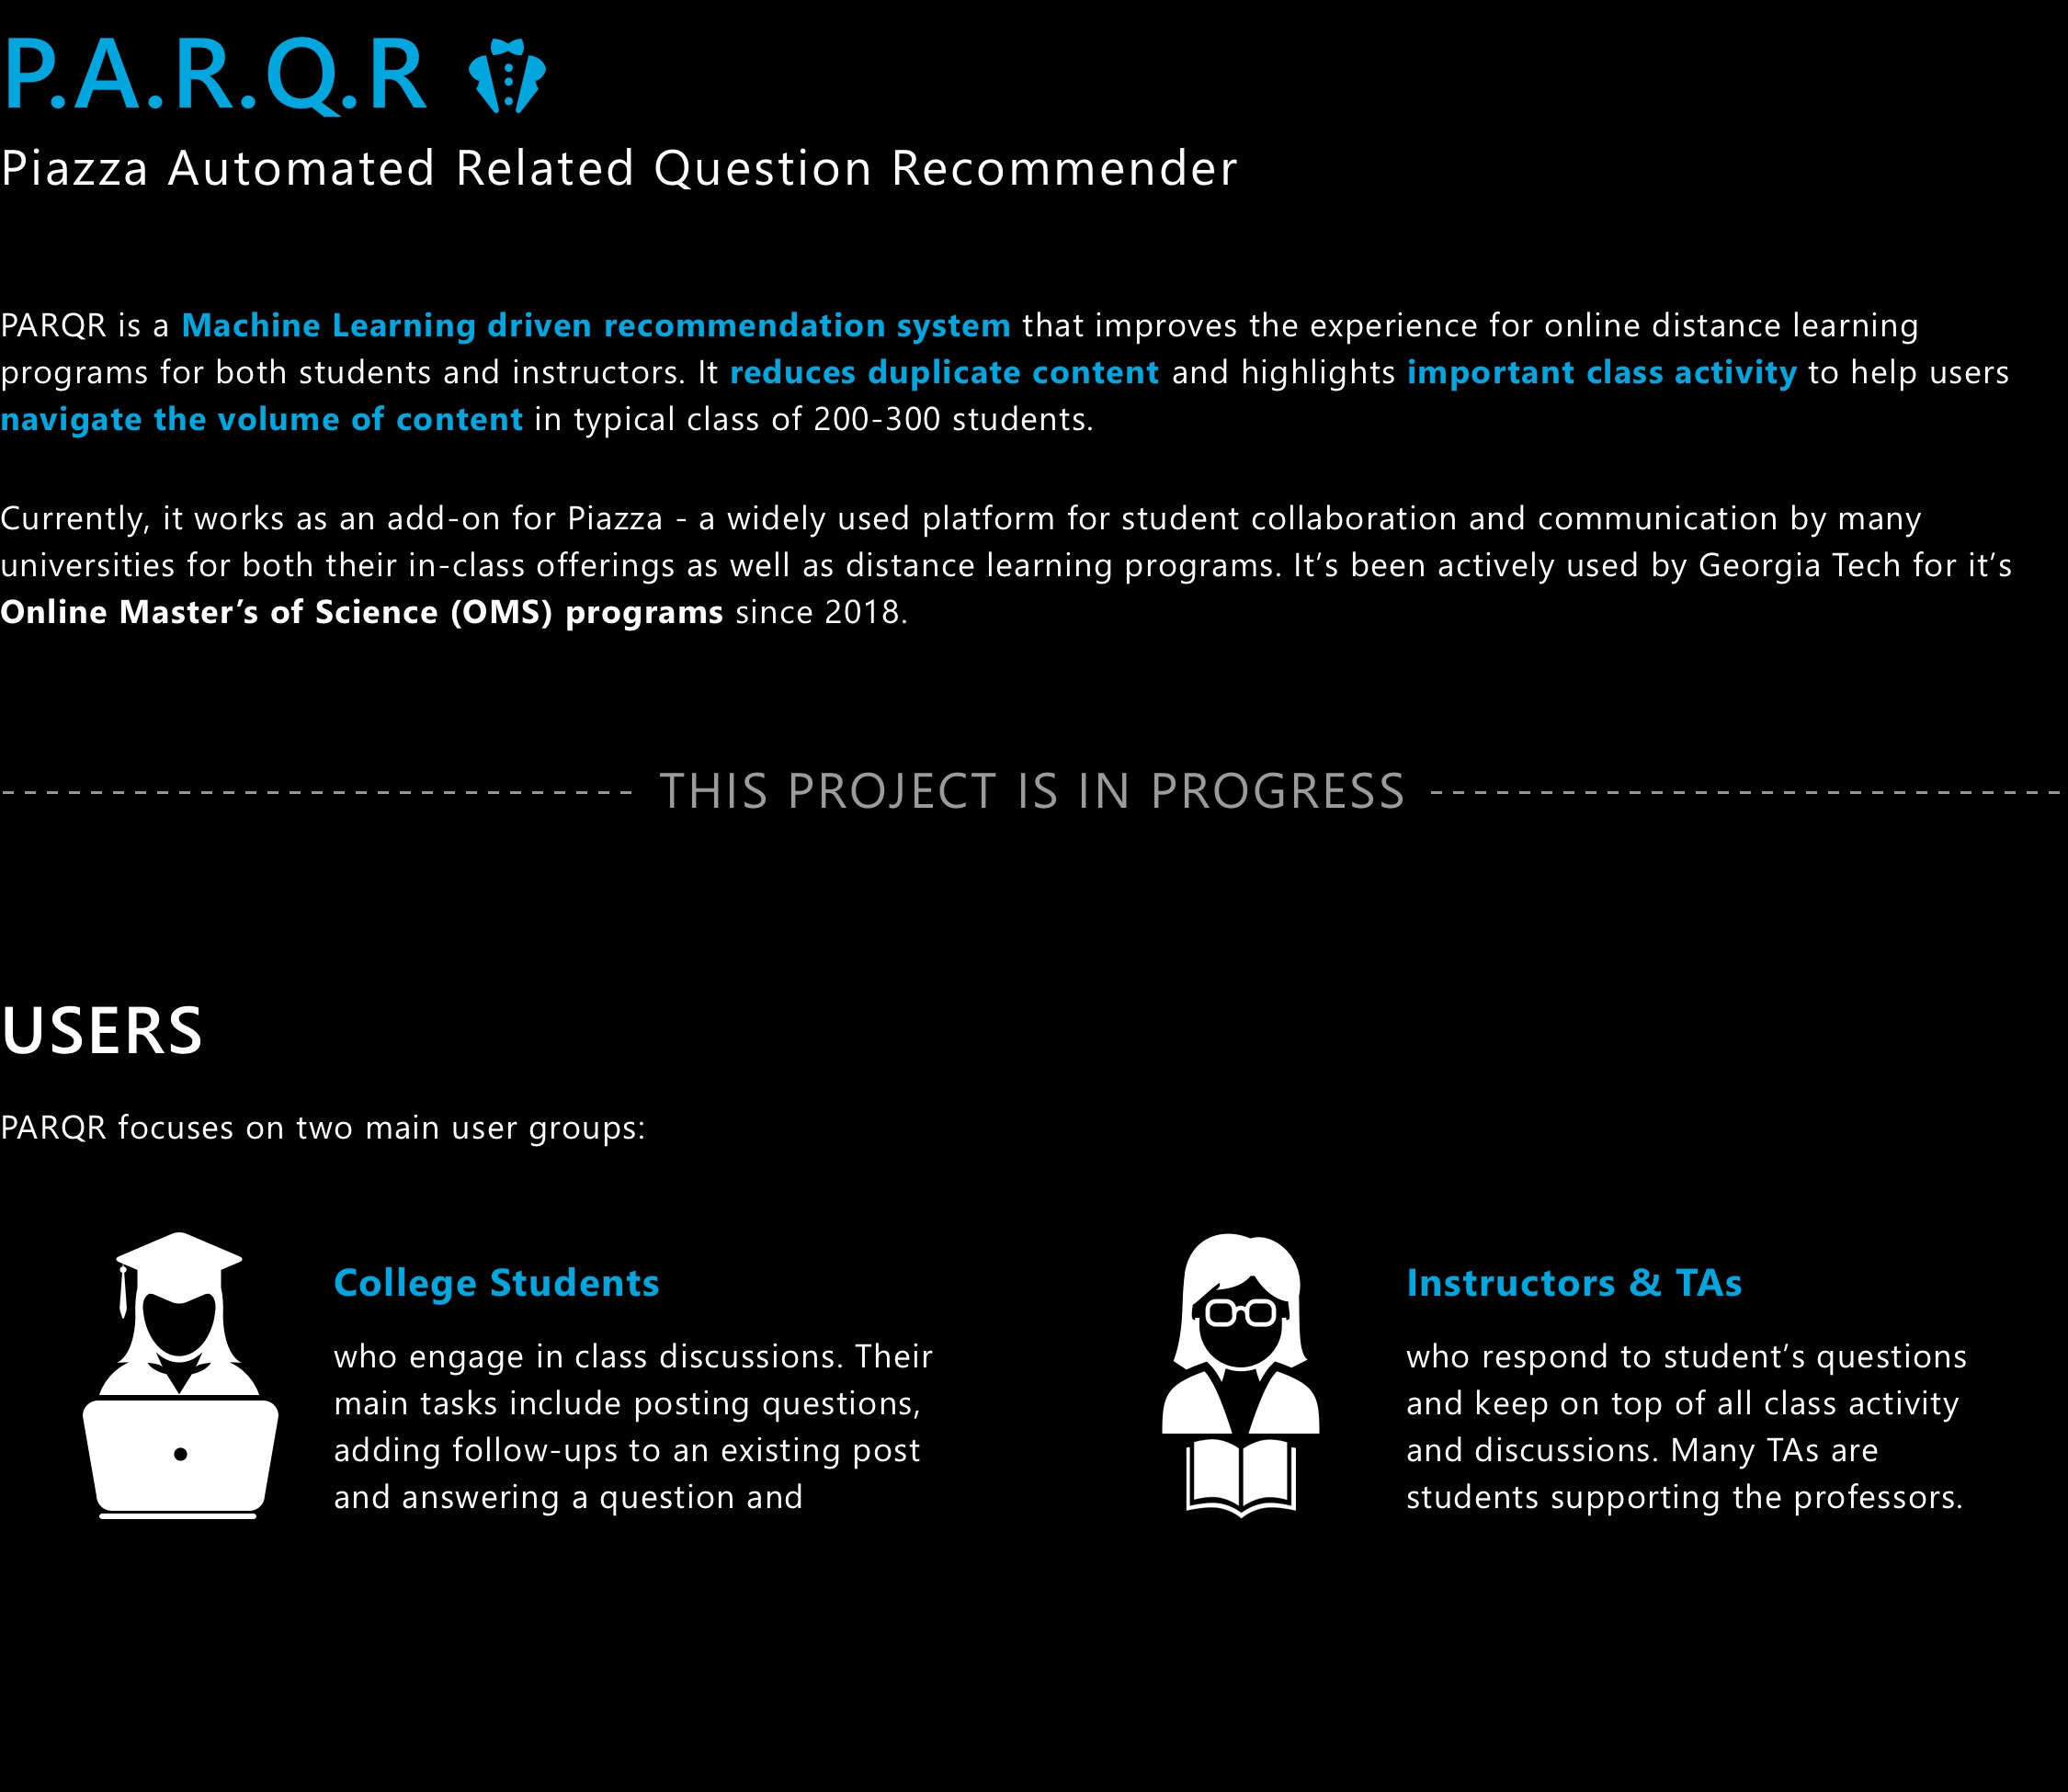 P.A.R.Q.R
Piazza Automated Related Question Recommender
PARQR is a Machine Learning driven recommendation system that improves the experience for online distance learning
programs for both students and instructors. It reduces duplicate content and highlights important class activity to help users
navigate the volume of content in typical class of 200-300 students.
Currently, it works as an add-on for Piazza - a widely used platform for student collaboration and communication by many
universities for both their in-class offerings as well as distance learning programs. It’s been actively used by Georgia Tech for it’s
Online Master’s of Science (OMS) programs since 2018.
THIS PROJECT IS IN PROGRESS
USERS
PARQR focuses on two main user groups:
College Students
who engage in class discussions. Their
main tasks include posting questions,
adding follow-ups to an existing post
and answering a question and
Instructors & TAs
who respond to student’s questions
and keep on top of all class activity
and discussions. Many TAs are
students supporting the professors.